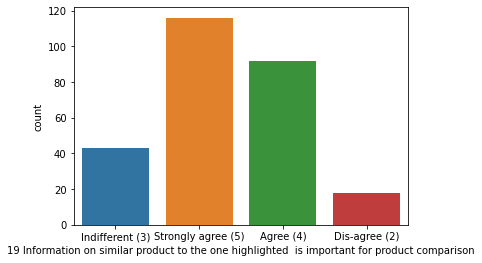 120
100
80
60
40
20
0
count
Indifferent (3) Strongly agree (5) Agree (4) Dis-agree (2)
19 Information on similar product to the one highlighted  is important for product comparison